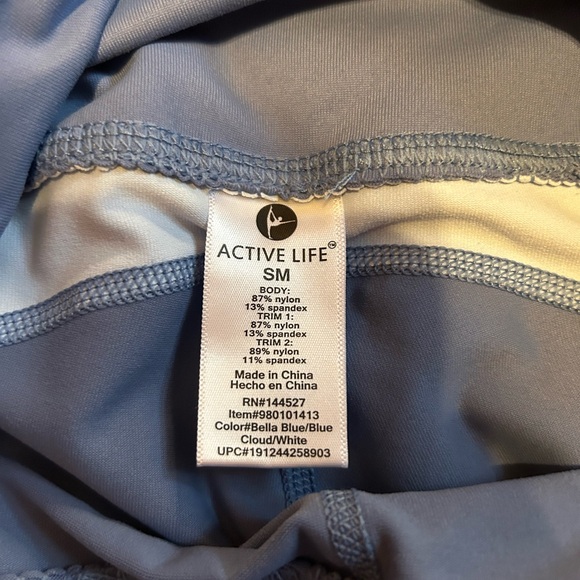 ACTIVE LIFE™
SM
BODY:
87% nylon
13% spandex
TRIM 1:
87% nylon
13% spandex
TRIM 2:
89% nylon
11% spandex
Made in China
Hecho en China
RN#144527
Item#980101413
Color#Bella Blue/Blue
Cloud/White
UPC#191244258903